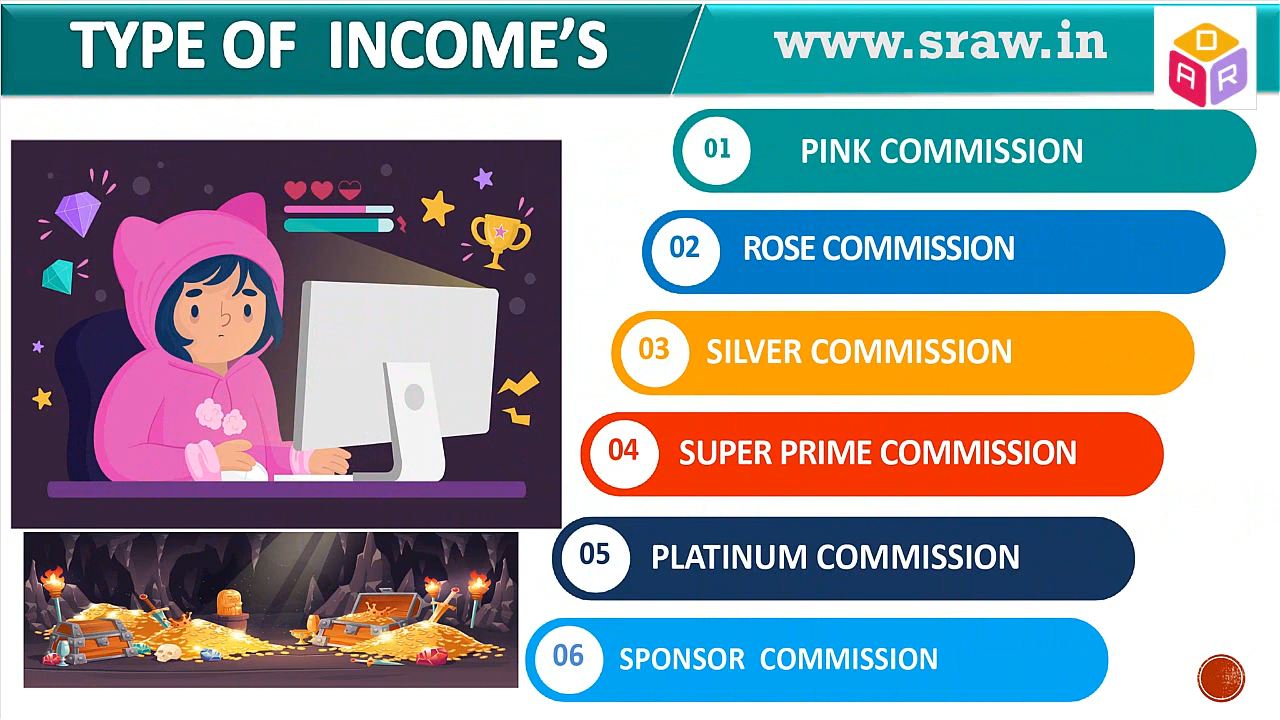 TYPE OF INCOME’S
www.sraw.in
O
A R
01 PINK COMMISSION
02 ROSE COMMISSION
03 SILVER COMMISSION
04 SUPER PRIME COMMISSION
05 PLATINUM COMMISSION
06 SPONSOR COMMISSION